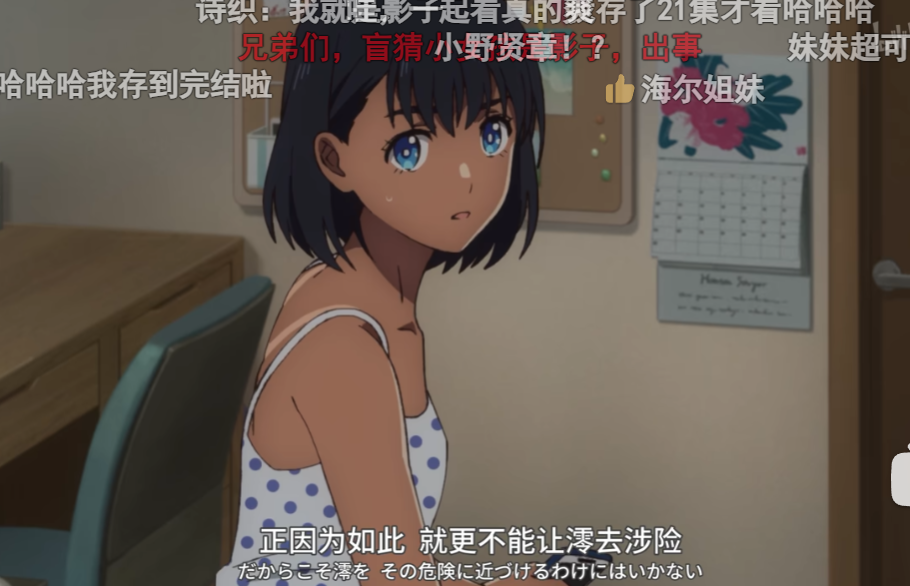 诗织：我就哇，影子起看真的爽存了21集才看哈哈哈
兄弟们，盲猜小野贤章！？，出事
妹妹超可
哈哈哈我存到完结啦
海尔姐妹
正因为如此 就更不能让澪去涉险
だからこそ澪を その危険に近づけるわけにはいかない